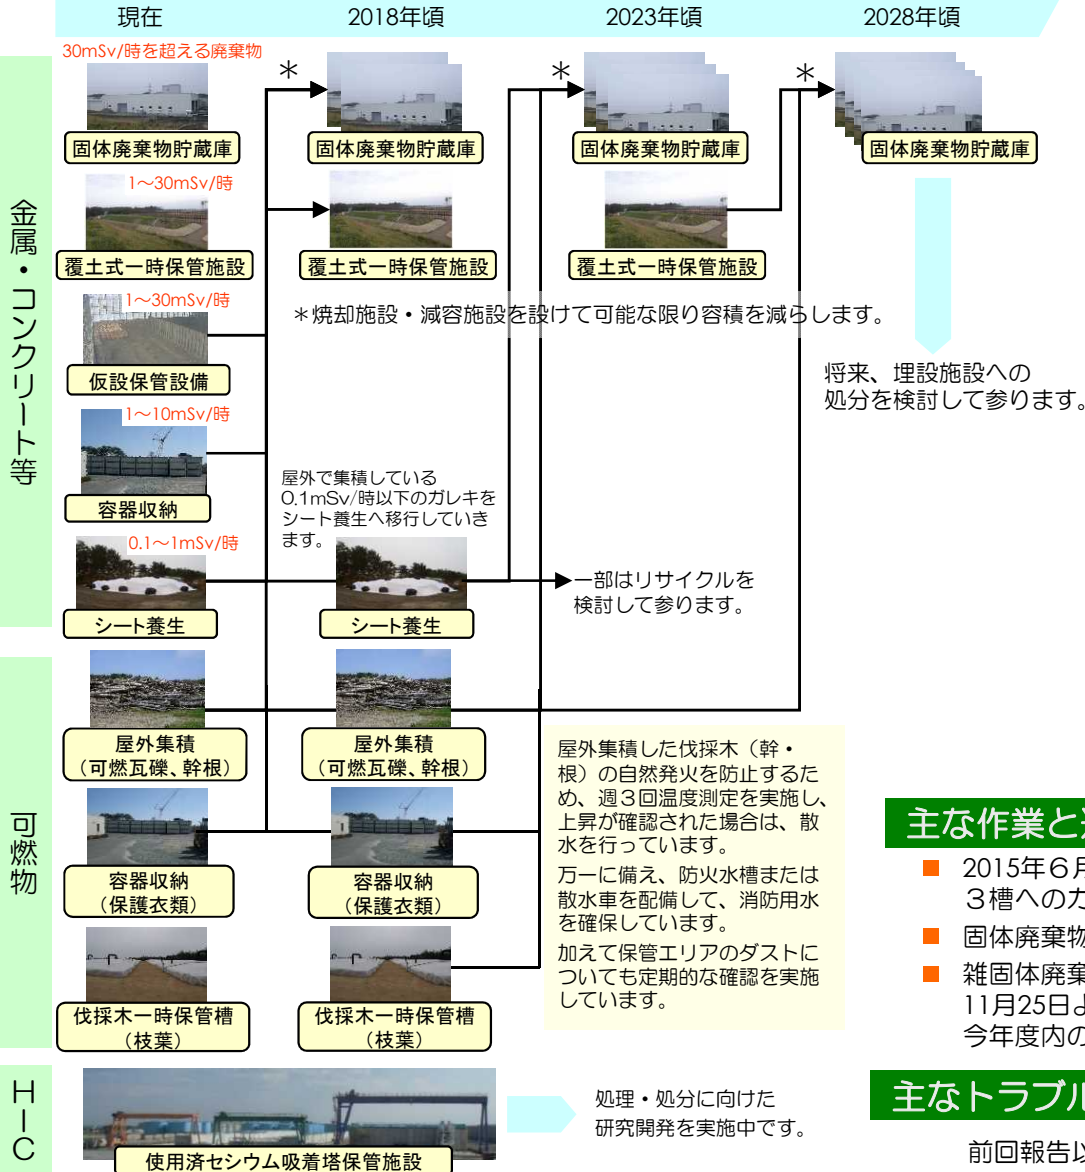 現在
2018年頃
2023年頃
2028年頃
金属・コンクリート等
30mSv/時を超える廃棄物
＊
＊
＊
固体廃棄物貯蔵庫
固体廃棄物貯蔵庫
固体廃棄物貯蔵庫
固体廃棄物貯蔵庫
1～30mSv/時
覆土式一時保管施設
覆土式一時保管施設
覆土式一時保管施設
1～30mSv/時
＊焼却施設・減容施設を設けて可能な限り容積を減らします。
仮設保管設備
将来、埋設施設への
処分を検討して参ります。
1～10mSv/時
容器収納
屋外で集積している
0.1mSv/時以下のガレキを
シート養生へ移行していき
ます。
0.1～1mSv/時
シート養生
シート養生
一部はリサイクルを
検討して参ります。
可燃物
屋外集積
（可燃瓦礫、幹根）
屋外集積
（可燃瓦礫、幹根）
容器収納
（保護衣類）
容器収納
（保護衣類）
伐採木一時保管槽
（枝葉）
伐採木一時保管槽
（枝葉）
屋外集積した伐採木（幹・
根）の自然発火を防止するた
め、週３回温度測定を実施し、
上昇が確認された場合は、散
水を行っています。
万一に備え、防火水槽または
散水車を配備して、消防用水
を確保しています。
加えて保管エリアのダストに
ついても定期的な確認を実施
しています。
主な作業と
■ 2015年６月
３槽へのカ
■ 固体廃棄物
■ 雑固体廃棄
11月25日よ
今年度内の
HIC
使用済セシウム吸着塔保管施設
処理・処分に向けた
研究開発を実施中です。
主なトラブル
前回報告以